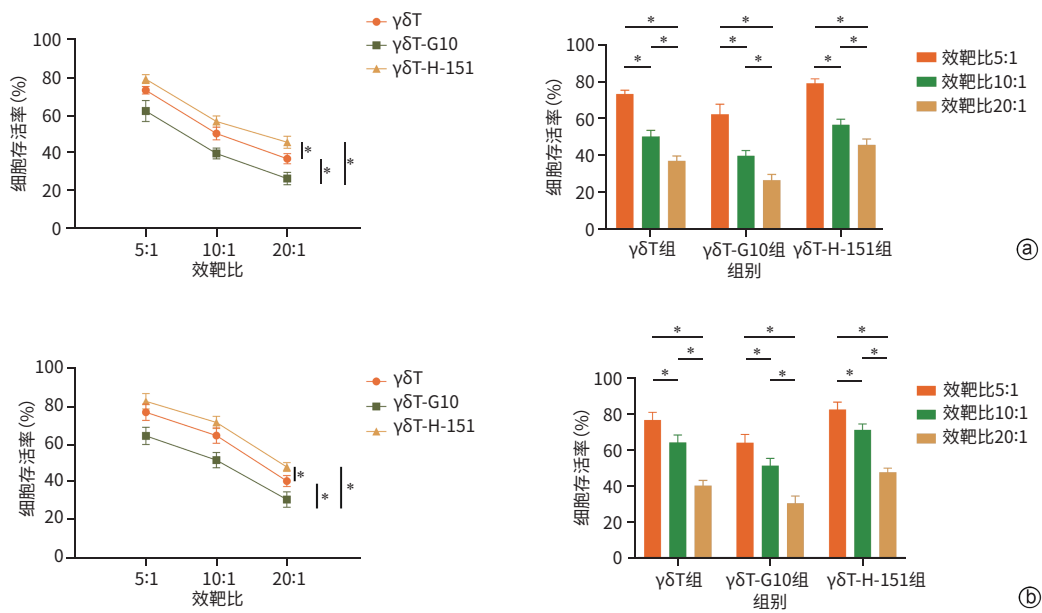 γδT
γδT-G10
γδT-H-151
细胞存活率(%)
100
80
60
40
20
0
*
*
*
5∶1
10∶1
20∶1
效靶比
细胞存活率(%)
100
80
60
40
20
0
*
*
*
*
*
*
*
*
*
γδT组
γδT-G10组
γδT-H-151组
组别
效靶比5∶1
效靶比10∶1
效靶比20∶1
ⓐ
γδT
γδT-G10
γδT-H-151
细胞存活率(%)
100
80
60
40
20
0
*
*
*
5∶1
10∶1
20∶1
效靶比
细胞存活率(%)
100
80
60
40
20
0
*
*
*
*
*
*
*
*
*
γδT组
γδT-G10组
γδT-H-151组
组别
效靶比5∶1
效靶比10∶1
效靶比20∶1
ⓑ